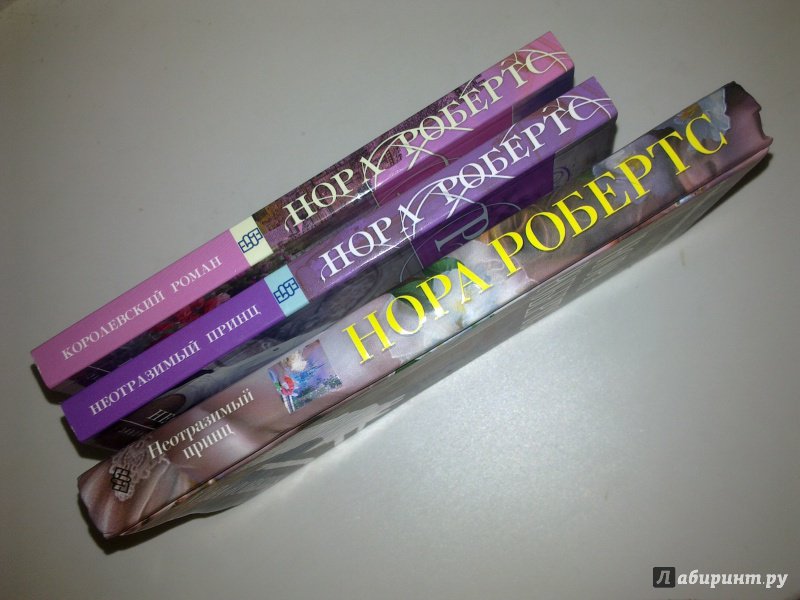 КОРОЛЕВСКИЙ РОМАН
НОРА РОБЕРТС
НЕОТРАЗИМЫЙ ПРИНЦ
НОРА РОБЕРТС
Неотразимый
принц
НОРА РОБЕРТС
Лабиринт.ру